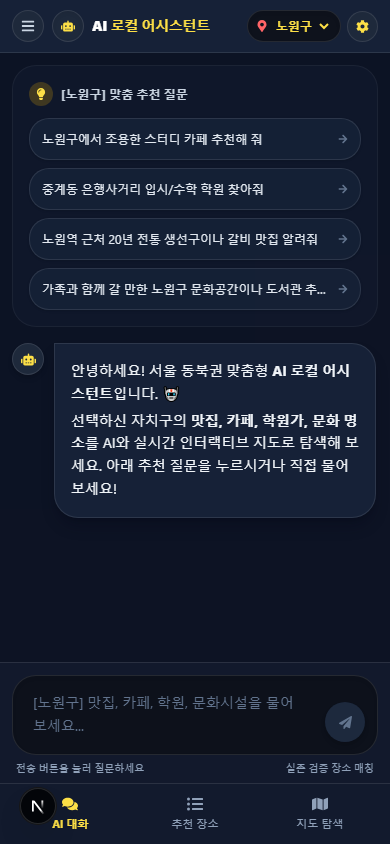 AI 로컬 어시스턴트
노원구
[노원구] 맞춤 추천 질문
노원구에서 조용한 스터디 카페 추천해 줘
중계동 은행사거리 입시/수학 학원 찾아줘
노원역 근처 20년 전통 생선구이나 갈비 맛집 알려줘
가족과 함께 갈 만한 노원구 문화공간이나 도서관 추...
안녕하세요! 서울 동북권 맞춤형 AI 로컬 어시
스턴트입니다.
선택하신 자치구의 맛집, 카페, 학원가, 문화 명
소를 AI와 실시간 인터랙티브 지도로 탐색해 보
세요. 아래 추천 질문을 누르시거나 직접 물어
보세요!
[노원구] 맛집, 카페, 학원, 문화시설을 물어
보세요...
전송 버튼을 눌러 질문하세요
실존 검증 장소 매칭
N
AI 대화
추천 장소
지도 탐색